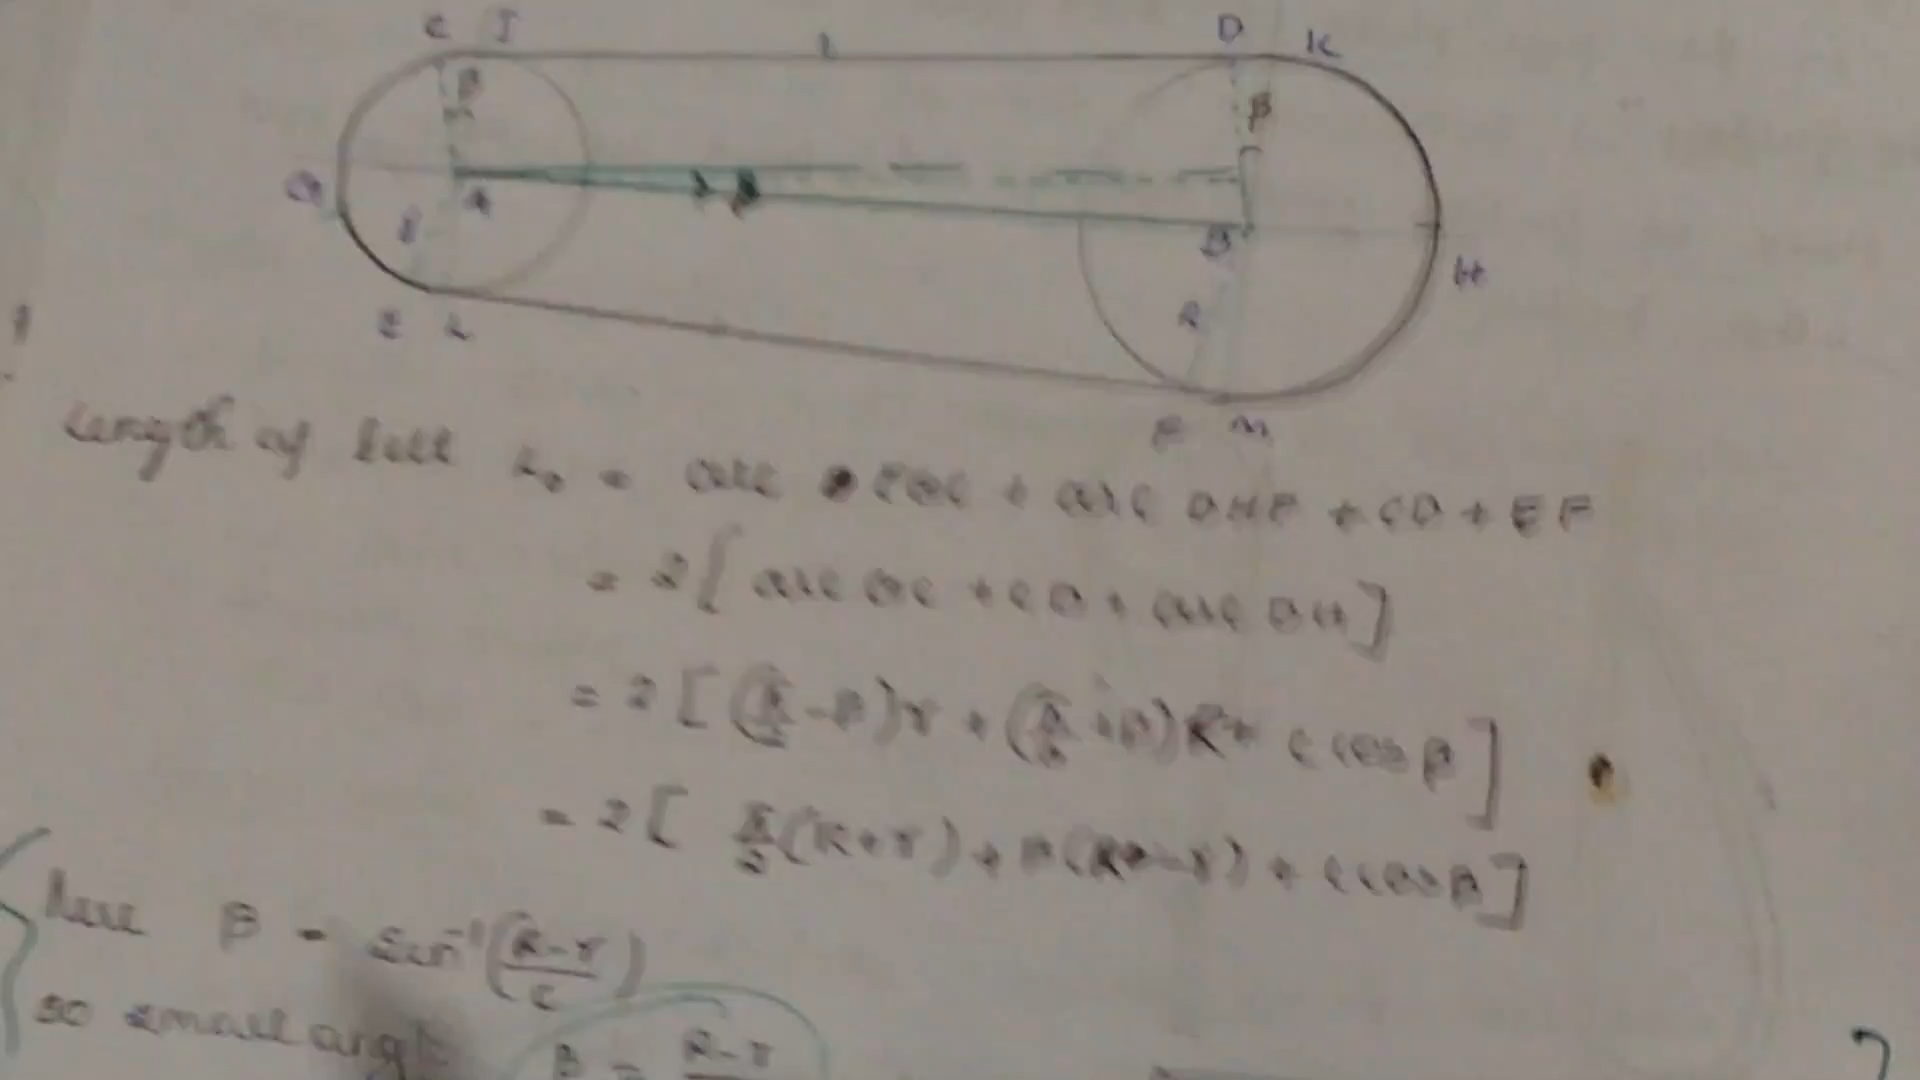 C J D K
β β
G A B H
r R
E L F M
Length of belt L₀ = arc EGC + arc DHF + CD + EF
= 2[ arc GC + CD + arc DH ]
= 2[ (π/2 - β)r + (π/2 + β)R + C cos β ]
= 2[ π/2 (R+r) + β(R-r) + C cos β ]
here β = Sin⁻¹((R-r)/C)
so small angle β = R-r